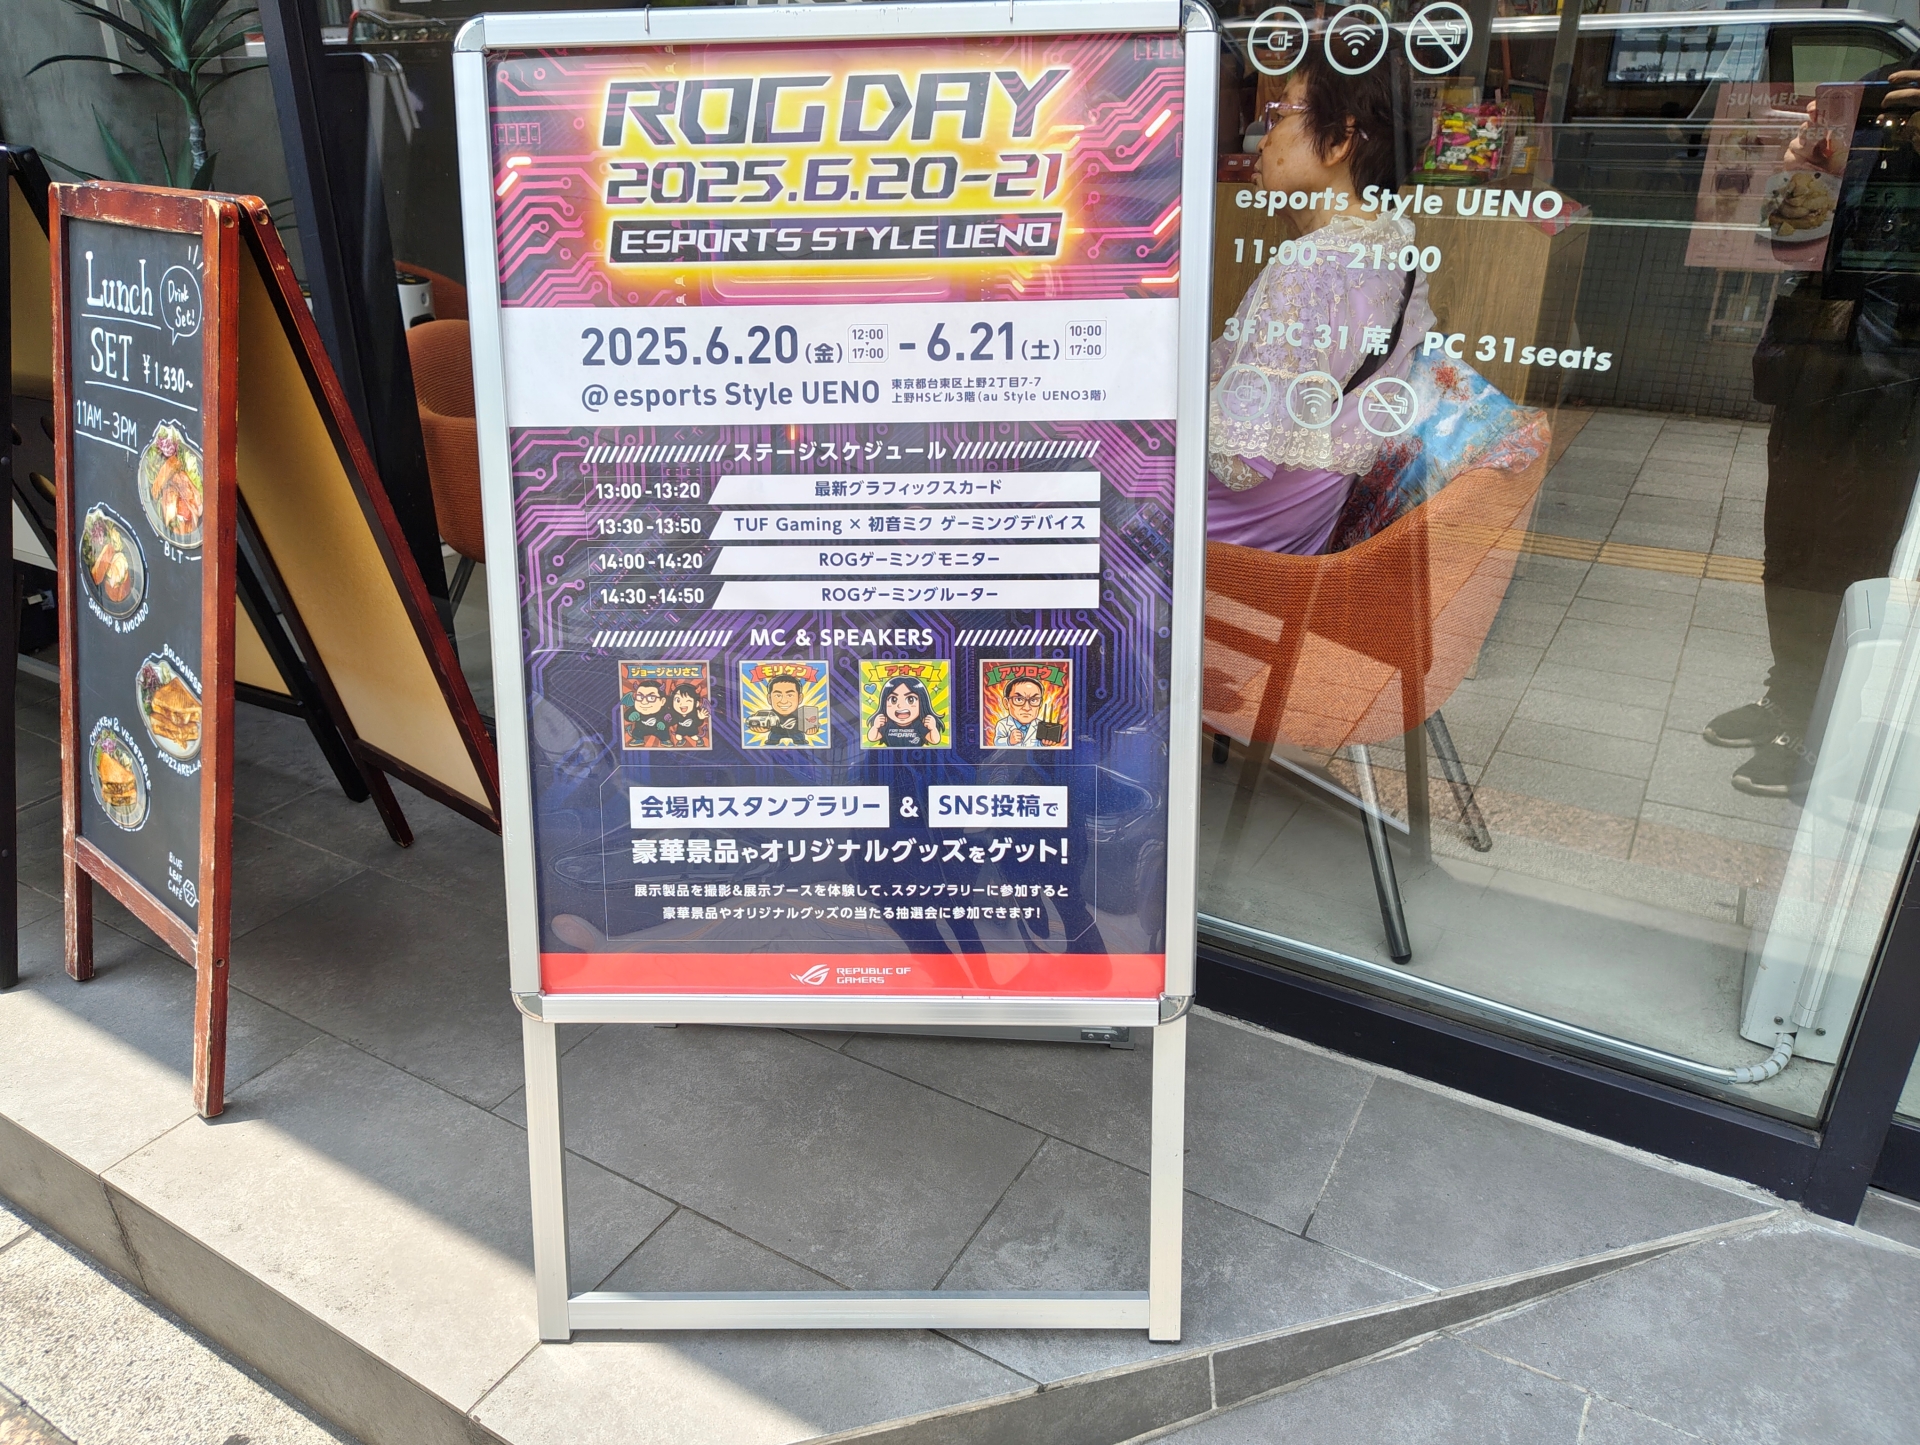 ROG DAY
2025.6.20-21
ESPORTS STYLE UENO
2025.6.20(金) 12:00 17:00 - 6.21(土) 10:00 17:00
@esports Style UENO
東京都台東区上野2丁目7-7
上野HSビル3階(au Style UENO3階)
ステージスケジュール
13:00-13:20 最新グラフィックスカード
13:30-13:50 TUF Gaming × 初音ミク ゲーミングデバイス
14:00-14:20 ROGゲーミングモニター
14:30-14:50 ROGゲーミングルーター
MC & SPEAKERS
ジョージとりさこ
モリケン
アオイ
アツロウ
会場内スタンプラリー & SNS投稿で
豪華景品やオリジナルグッズをゲット!
展示製品を撮影&展示ブースを体験して、スタンプラリーに参加すると
豪華景品やオリジナルグッズの当たる抽選会に参加できます!
REPUBLIC OF
GAMERS
Lunch
SET ¥1,330~
Drink
Set!
11AM-3PM
BLT
SHRIMP & AVOCADO
BOLOGNESE
MOZZARELLA
CHICKEN & VEGETABLE
BLUE
LEAF
CAFÉ
esports Style UENO
11:00 - 21:00
3F PC 31席 PC 31seats
SUMMER